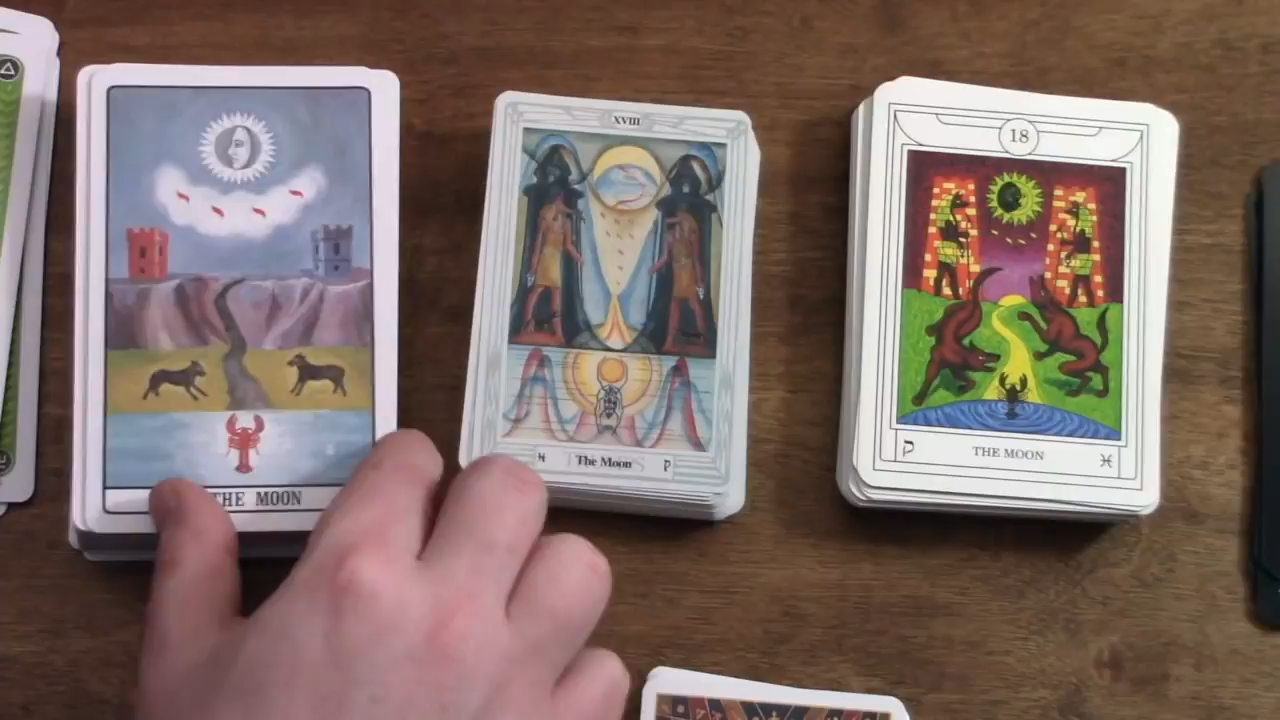 THE MOON
XVIII
The Moon
ק
18
THE MOON
ק
♓